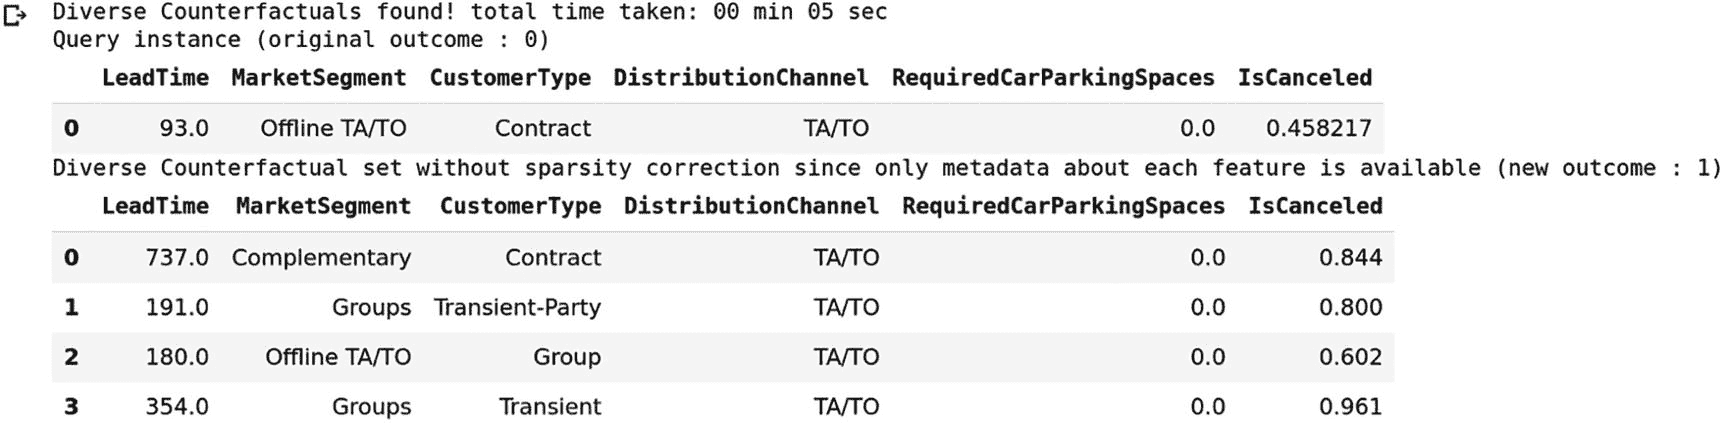 Diverse Counterfactuals found! total time taken: 00 min 05 sec
Query instance (original outcome : 0)
LeadTime MarketSegment CustomerType DistributionChannel RequiredCarParkingSpaces IsCanceled
0 93.0 Offline TA/TO Contract TA/TO 0.0 0.458217
Diverse Counterfactual set without sparsity correction since only metadata about each feature is available (new outcome : 1)
LeadTime MarketSegment CustomerType DistributionChannel RequiredCarParkingSpaces IsCanceled
0 737.0 Complementary Contract TA/TO 0.0 0.844
1 191.0 Groups Transient-Party TA/TO 0.0 0.800
2 180.0 Offline TA/TO Group TA/TO 0.0 0.602
3 354.0 Groups Transient TA/TO 0.0 0.961